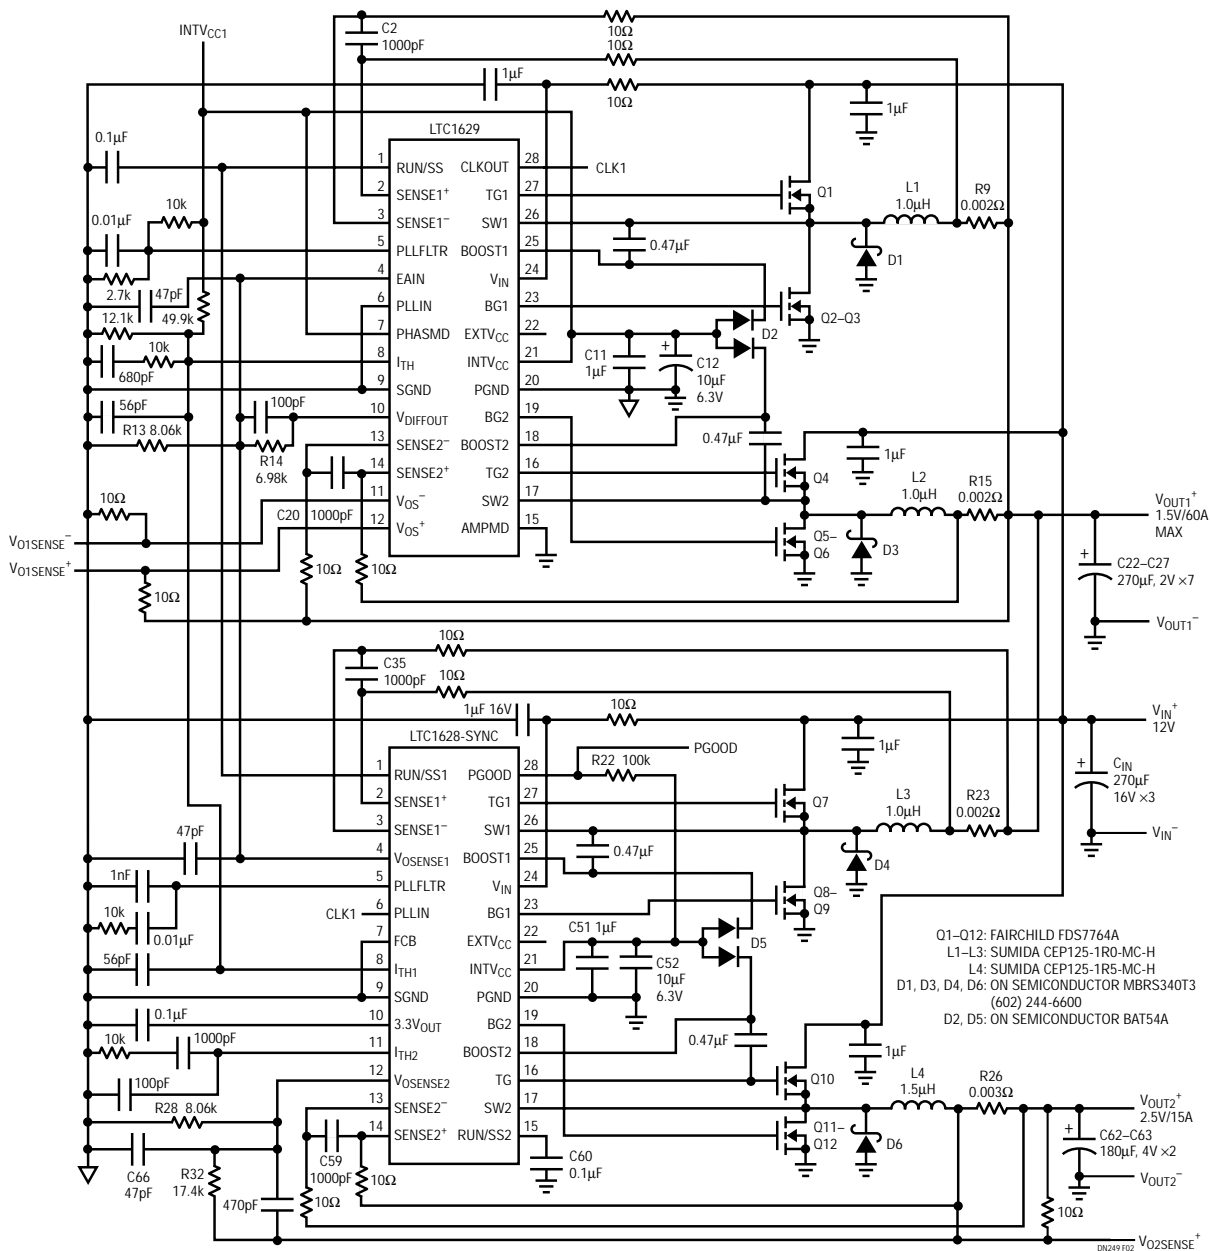 INTVCC1
C2
1000pF
10Ω
10Ω
10Ω
1µF
1µF
LTC1629
0.1µF
1
RUN/SS
CLKOUT
28
CLK1
2
SENSE1+
TG1
27
Q1
L1
1.0µH
R9
0.002Ω
10k
3
SENSE1−
SW1
26
0.01µF
5
PLLFLTR
BOOST1
25
0.47µF
D1
4
EAIN
VIN
24
2.7k
47pF
6
PLLIN
BG1
23
Q2–Q3
12.1k
49.9k
7
PHASMD
EXTVCC
22
D2
10k
680pF
8
ITH
INTVCC
21
C11
1µF
+
C12
10µF
6.3V
9
SGND
PGND
20
56pF
100pF
10
VDIFFOUT
BG2
19
R13 8.06k
R14
6.98k
13
SENSE2−
BOOST2
18
0.47µF
1µF
14
SENSE2+
TG2
16
Q4
L2
1.0µH
R15
0.002Ω
10Ω
11
VOS−
SW2
17
C20 1000pF
12
VOS+
AMPMD
15
Q5–
Q6
D3
VOUT1+
1.5V/60A
MAX
VO1SENSE−
VO1SENSE+
10Ω
10Ω
10Ω
+
C22–C27
270µF, 2V ×7
VOUT1−
10Ω
C35
1000pF
10Ω
1µF 16V
10Ω
VIN+
12V
LTC1628-SYNC
PGOOD
1µF
1
RUN/SS1
PGOOD
28
R22 100k
+
CIN
270µF
16V ×3
2
SENSE1+
TG1
27
Q7
L3
1.0µH
R23
0.002Ω
3
SENSE1−
SW1
26
VIN−
47pF
4
VOSENSE1
BOOST1
25
0.47µF
D4
1nF
5
PLLFLTR
VIN
24
10k
0.01µF
CLK1
6
PLLIN
BG1
23
Q8–
Q9
7
FCB
EXTVCC
22
C51 1µF
D5
56pF
8
ITH1
INTVCC
21
C52
10µF
6.3V
9
SGND
PGND
20
Q1–Q12: FAIRCHILD FDS7764A
L1–L3: SUMIDA CEP125-1R0-MC-H
L4: SUMIDA CEP125-1R5-MC-H
D1, D3, D4, D6: ON SEMICONDUCTOR MBRS340T3
(602) 244-6600
D2, D5: ON SEMICONDUCTOR BAT54A
0.1µF
10
3.3VOUT
BG2
19
10k
1000pF
11
ITH2
BOOST2
18
0.47µF
1µF
100pF
12
VOSENSE2
TG
16
Q10
L4
1.5µH
R26
0.003Ω
R28 8.06k
13
SENSE2−
SW2
17
VOUT2+
2.5V/15A
14
SENSE2+
RUN/SS2
15
Q11–
Q12
D6
+
C62–C63
180µF, 4V ×2
C66
47pF
R32
17.4k
C59
1000pF
C60
0.1µF
VOUT2−
470pF
10Ω
10Ω
10Ω
DN249 F02
VO2SENSE+